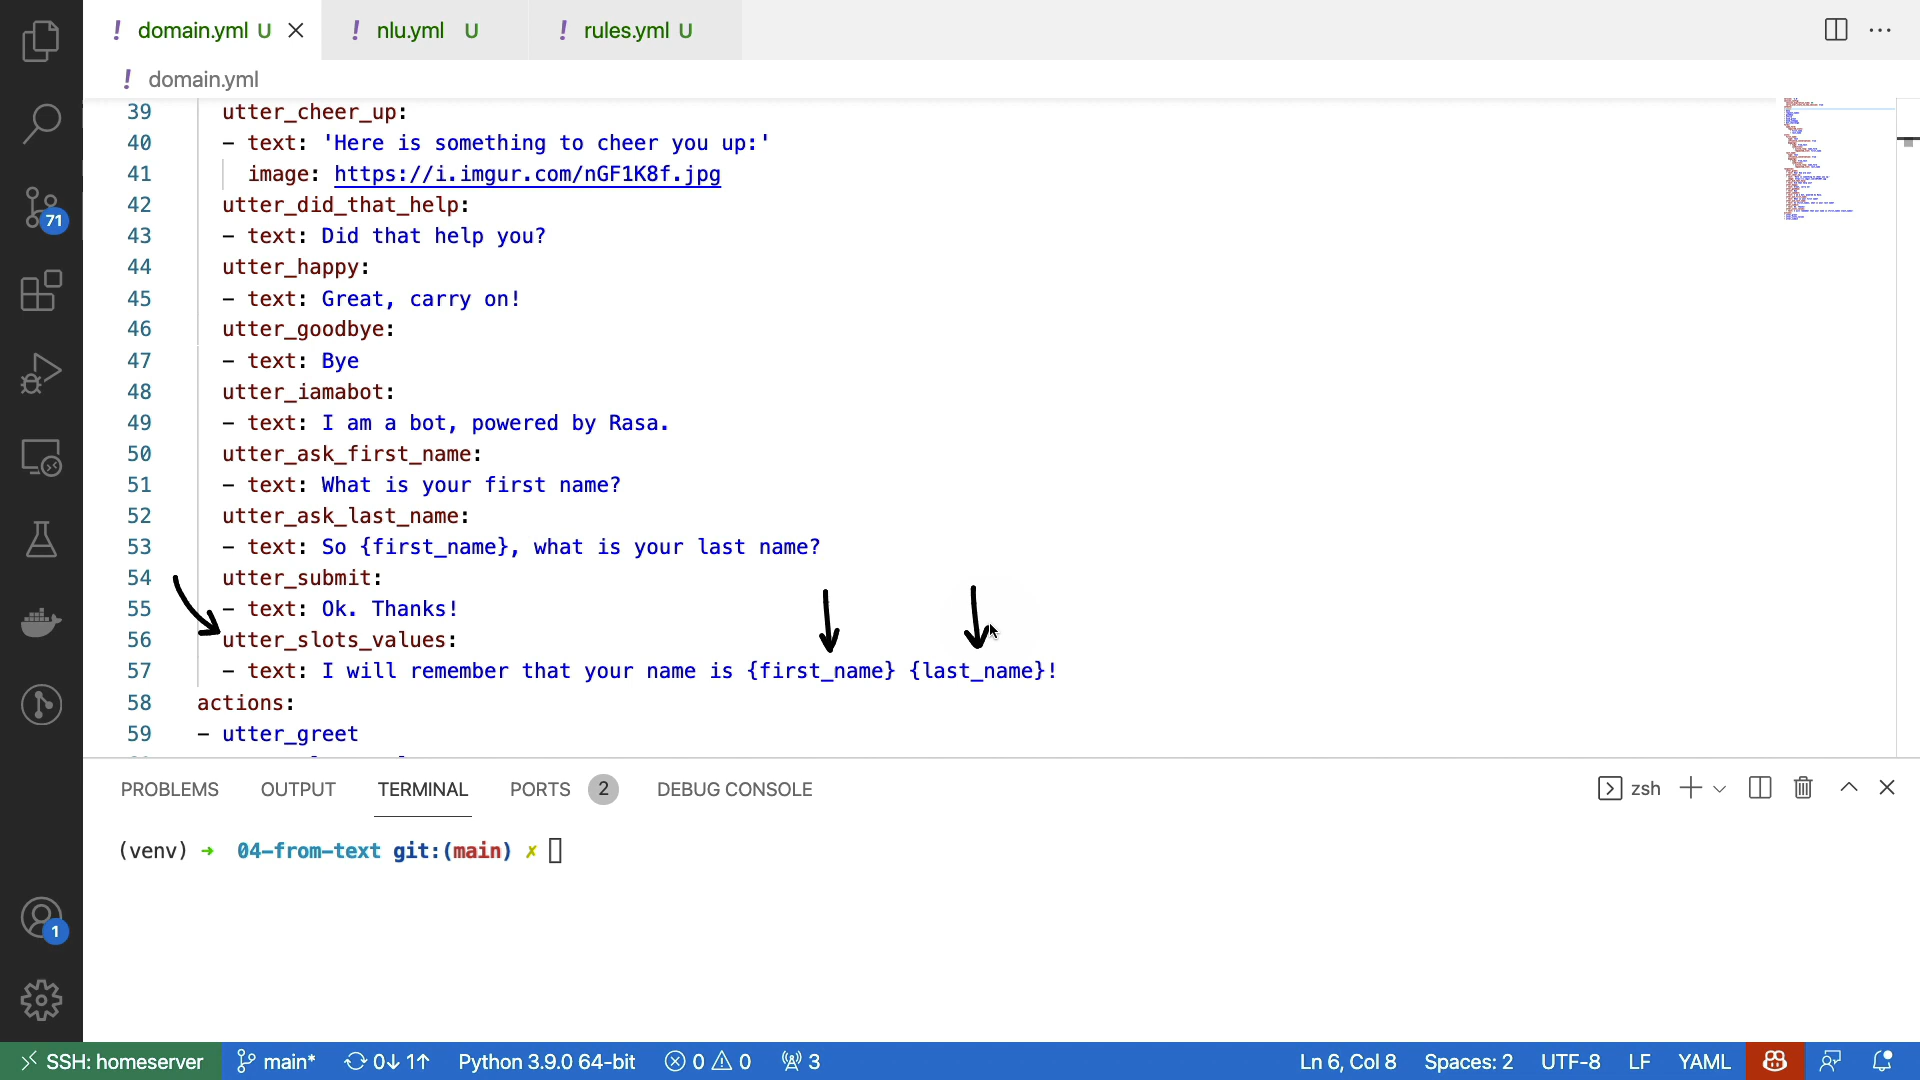 ! domain.yml U
! nlu.yml U
! rules.yml U
! domain.yml
39 utter_cheer_up:
40 - text: 'Here is something to cheer you up:'
41 image: https://i.imgur.com/nGF1K8f.jpg
42 utter_did_that_help:
43 - text: Did that help you?
44 utter_happy:
45 - text: Great, carry on!
46 utter_goodbye:
47 - text: Bye
48 utter_iamabot:
49 - text: I am a bot, powered by Rasa.
50 utter_ask_first_name:
51 - text: What is your first name?
52 utter_ask_last_name:
53 - text: So {first_name}, what is your last name?
54 utter_submit:
55 - text: Ok. Thanks!
56 utter_slots_values:
57 - text: I will remember that your name is {first_name} {last_name}!
58 actions:
59 - utter_greet
71
1
PROBLEMS OUTPUT TERMINAL PORTS 2 DEBUG CONSOLE
zsh
(venv) ➜ 04-from-text git:(main) ✗
SSH: homeserver main* 0↓ 1↑ Python 3.9.0 64-bit 0 0 3 Ln 6, Col 8 Spaces: 2 UTF-8 LF YAML